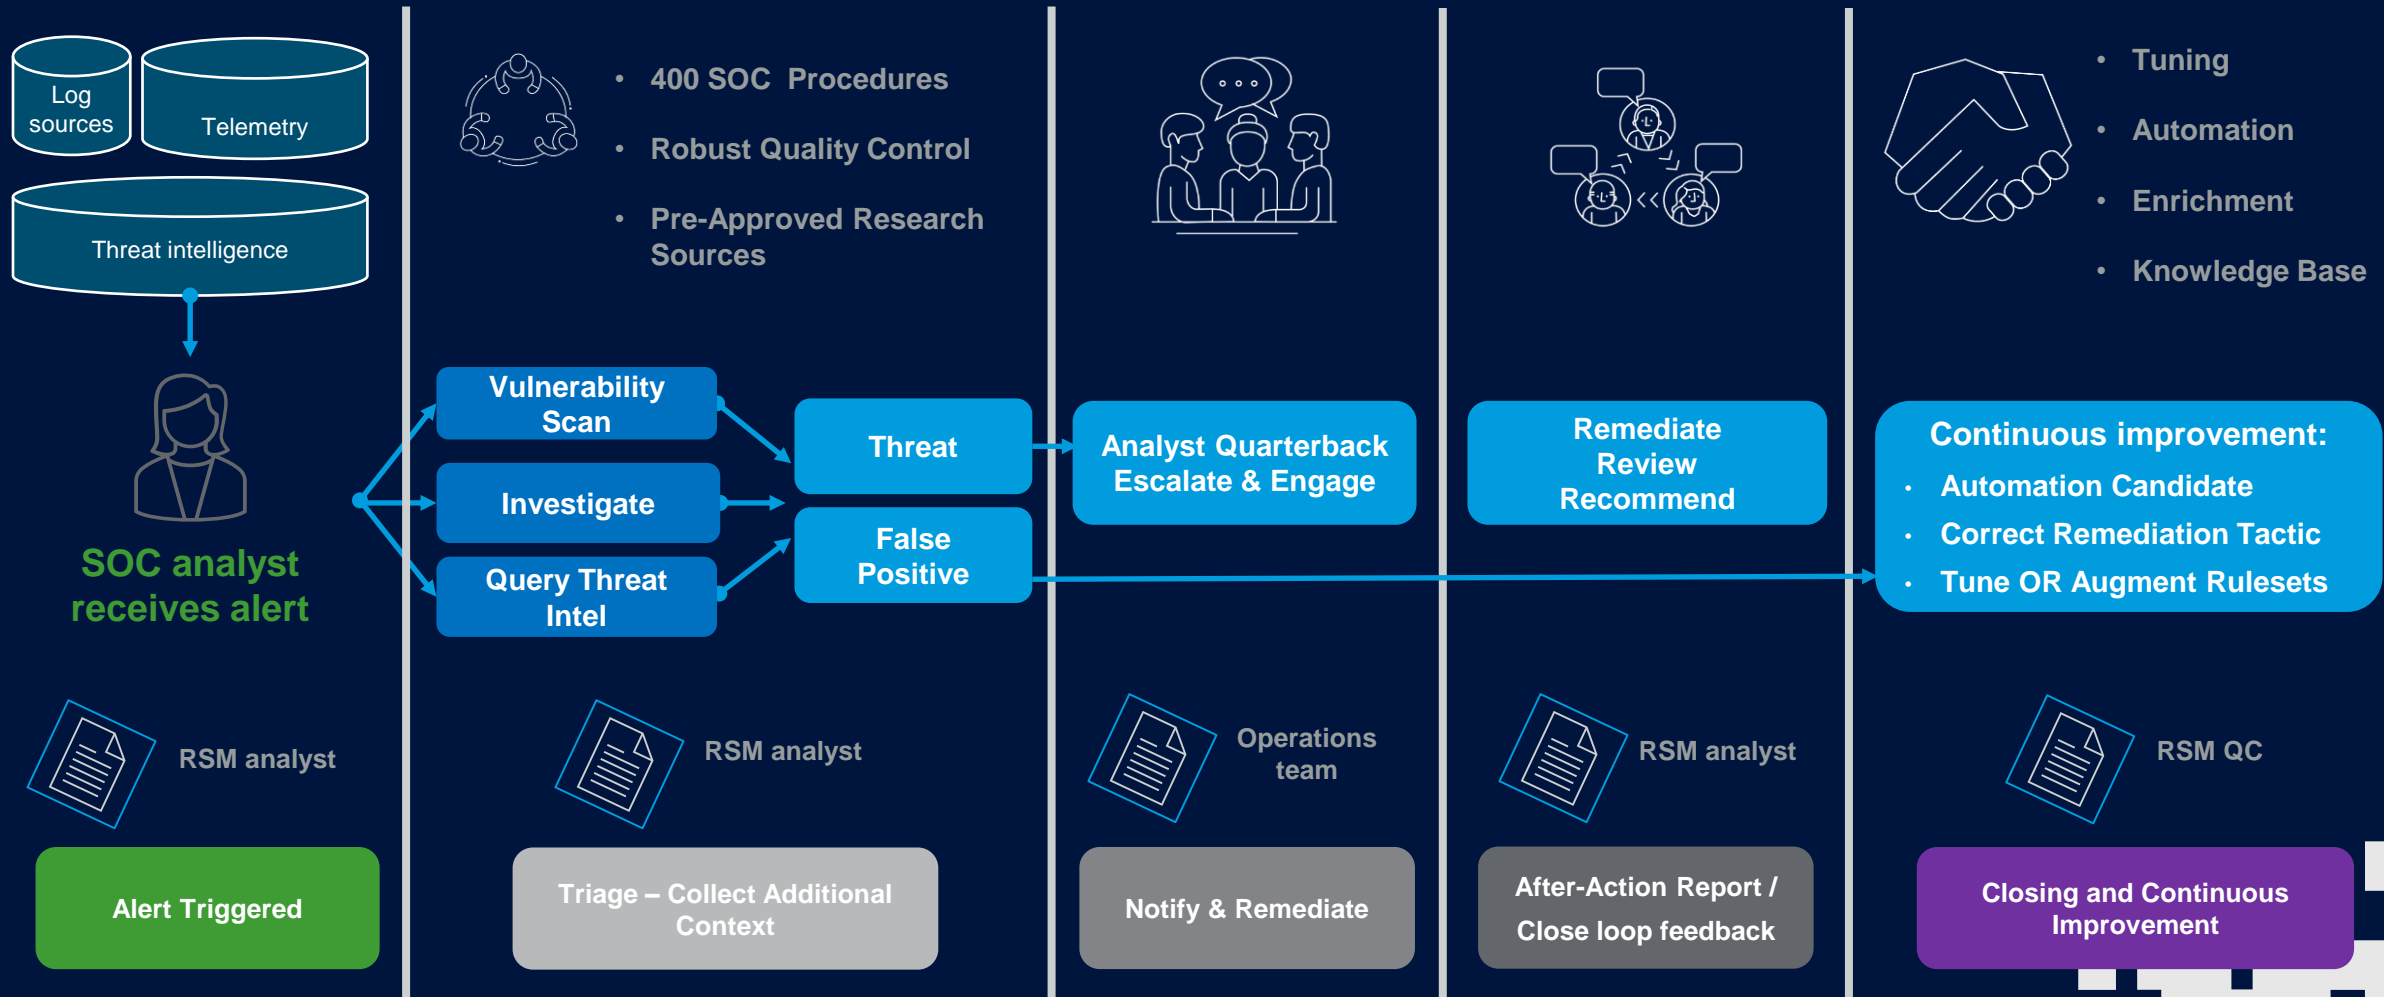 Log
sources
Telemetry
Threat intelligence
SOC analyst
receives alert
RSM analyst
Alert Triggered
• 400 SOC Procedures
• Robust Quality Control
• Pre-Approved Research
Sources
Vulnerability
Scan
Investigate
Query Threat
Intel
Threat
False
Positive
RSM analyst
Triage – Collect Additional
Context
Analyst Quarterback
Escalate & Engage
Operations
team
Notify & Remediate
Remediate
Review
Recommend
RSM analyst
After-Action Report /
Close loop feedback
• Tuning
• Automation
• Enrichment
• Knowledge Base
Continuous improvement:
• Automation Candidate
• Correct Remediation Tactic
• Tune OR Augment Rulesets
RSM QC
Closing and Continuous
Improvement